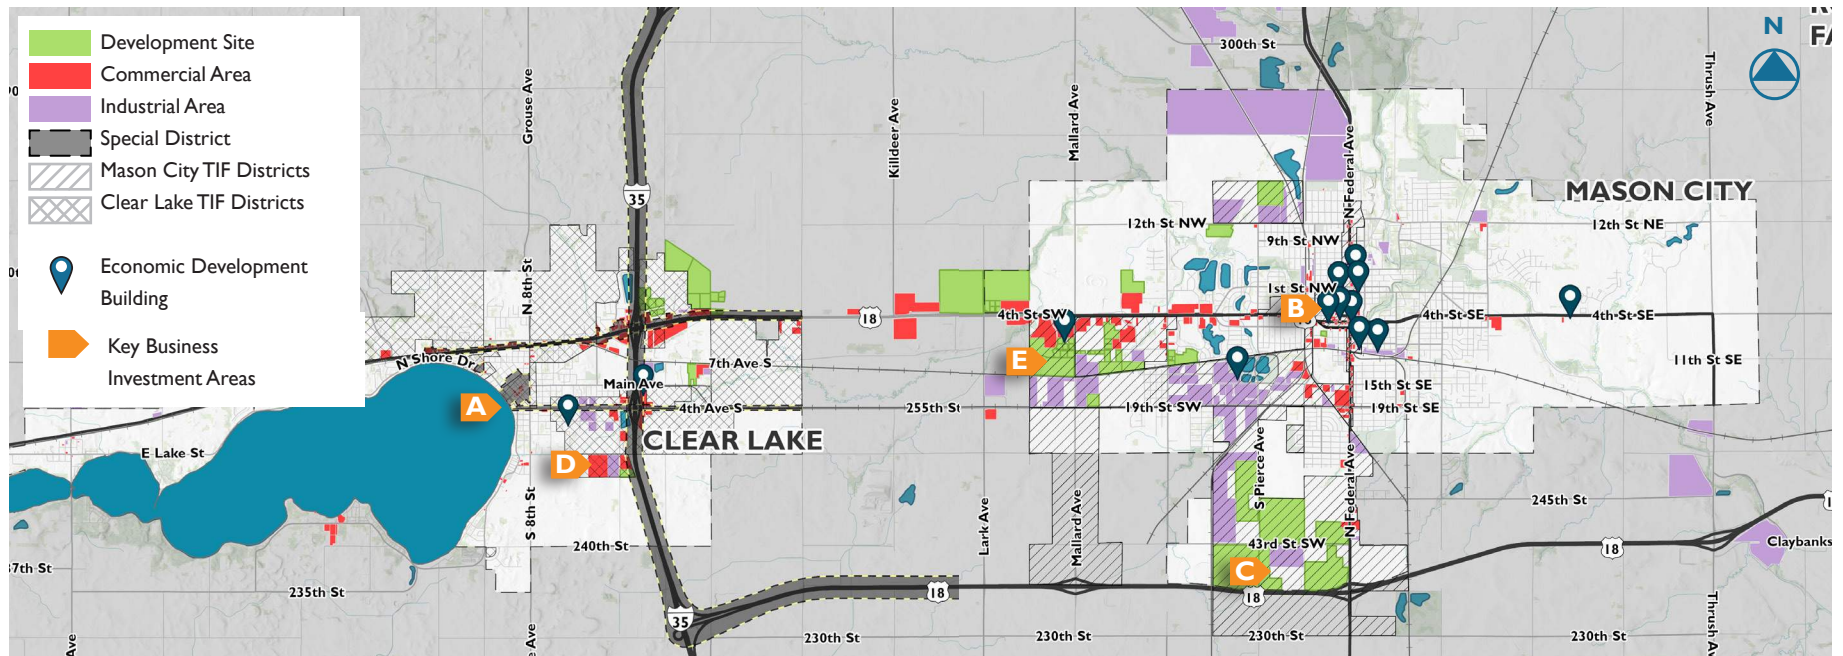 Development Site
Commercial Area
Industrial Area
Special District
Mason City TIF Districts
Clear Lake TIF Districts
Economic Development
Building
Key Business
Investment Areas
N
300th St
Grouse Ave
Killdeer Ave
Mallard Ave
N Federal Ave
Thrush Ave
35
MASON CITY
12th St NW
12th St NE
9th St NW
N 8th St
1st St NW
B
18
4th St SW
4th St SE
4th St SE
N Shore Dr
E
7th Ave S
11th St SE
Main Ave
15th St SE
A
4th Ave S
255th St
19th St SW
19th St SE
CLEAR LAKE
E Lake St
D
S 8th St
Lark Ave
Mallard Ave
S Pierce Ave
N Federal Ave
245th St
240th St
43rd St SW
18
Claybanks
37th St
C
235th St
18
18
35
230th St
230th St
230th St
230th St
Thrush Av
Ave
e Ave